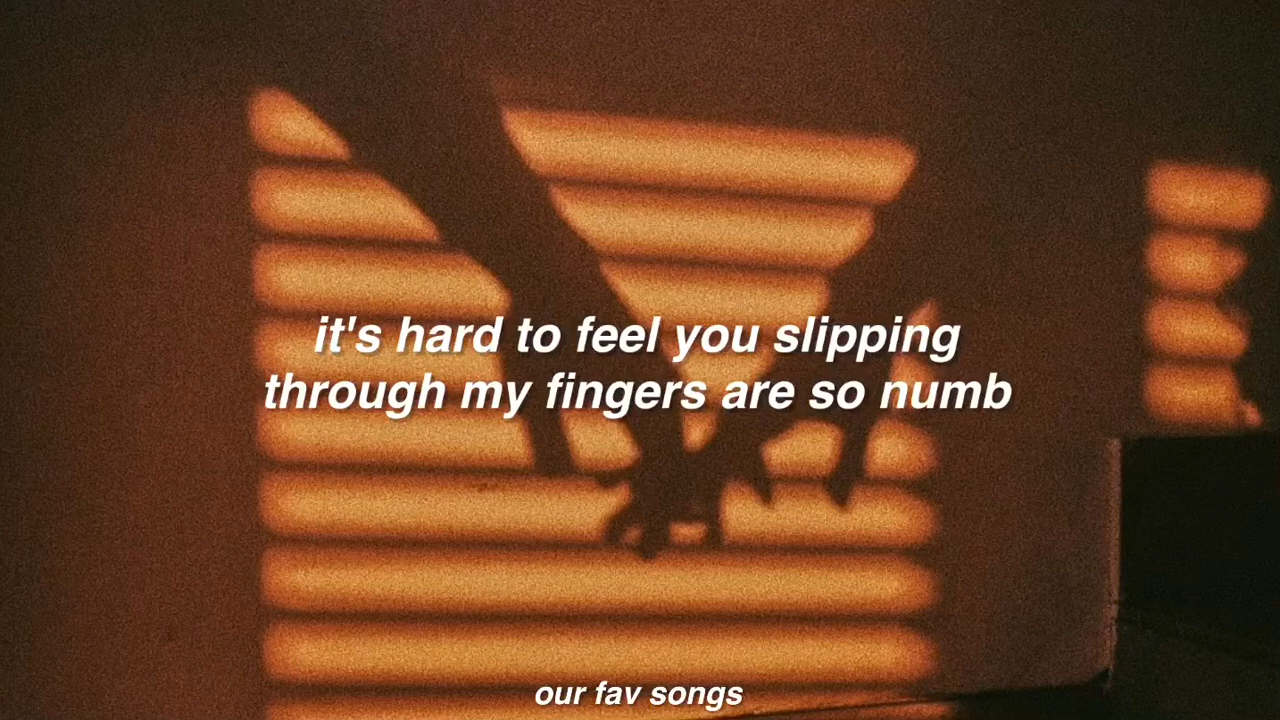 it's hard to feel you slipping
through my fingers are so numb
our fav songs